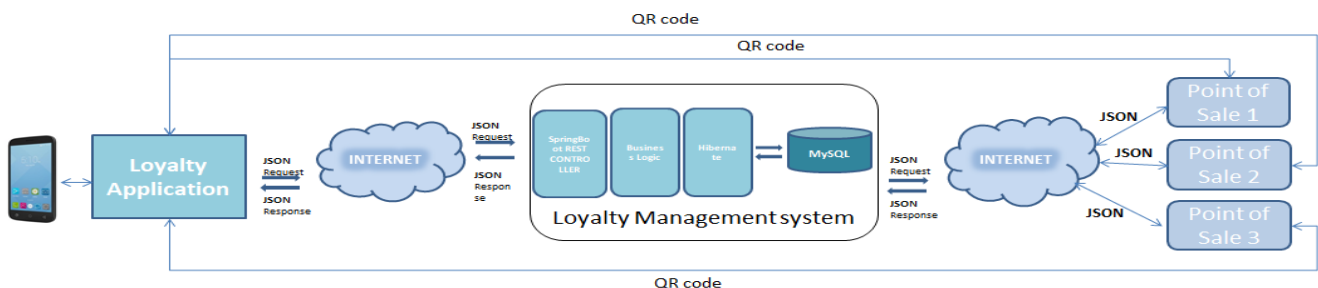 QR code
QR code
Loyalty
Application
JSON
Request
JSON
Response
INTERNET
JSON
Request
JSON
Respon
se
SpringBo
ot REST
CONTRO
LLER
Busines
s Logic
Hiberna
te
MySQL
Loyalty Management system
JSON
Request
JSON
Response
INTERNET
JSON
JSON
JSON
Point of
Sale 1
Point of
Sale 2
Point of
Sale 3
QR code